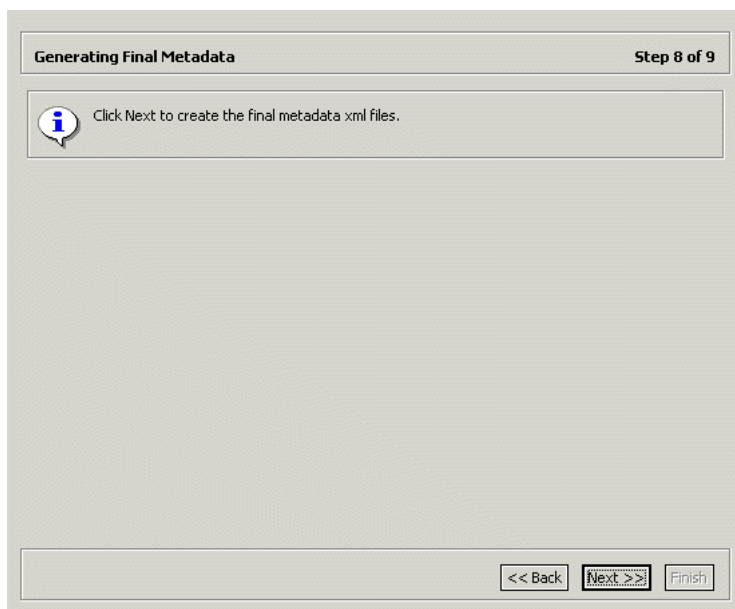 Generating Final Metadata Step 8 of 9
Click Next to create the final metadata xml files.
<< Back Next >> Finish